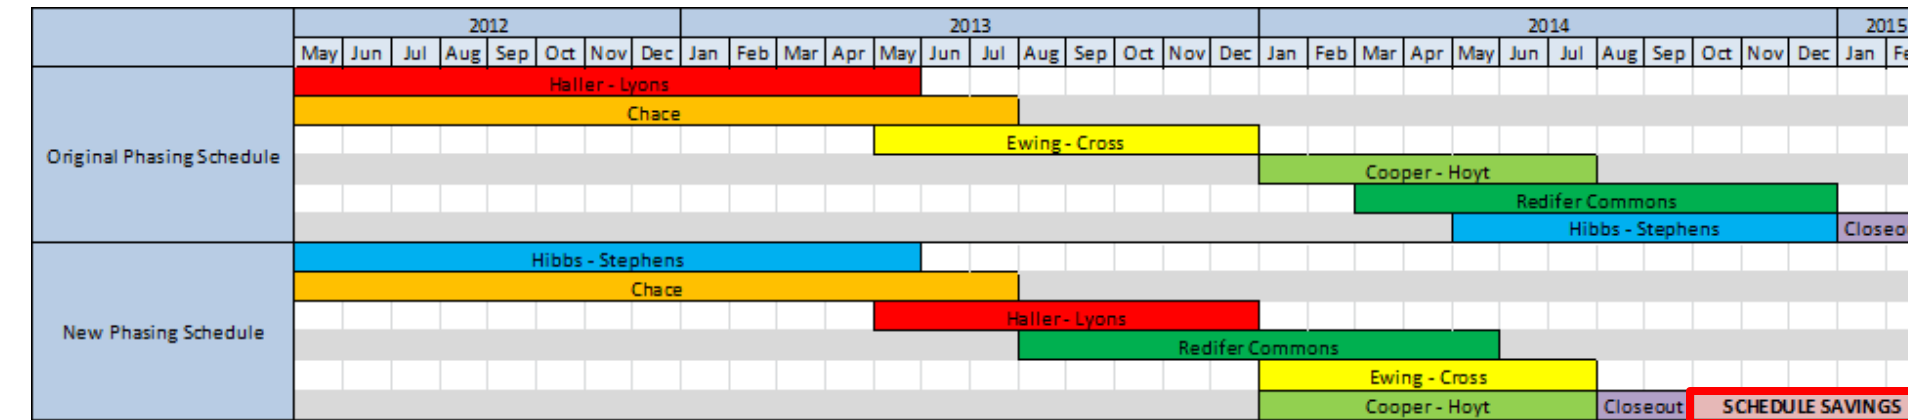 2012 2013 2014 2015
May Jun Jul Aug Sep Oct Nov Dec Jan Feb Mar Apr May Jun Jul Aug Sep Oct Nov Dec Jan Feb Mar Apr May Jun Jul Aug Sep Oct Nov Dec Jan Fe
Original Phasing Schedule
Haller - Lyons
Chace
Ewing - Cross
Cooper - Hoyt
Redifer Commons
Hibbs - Stephens Closeo
New Phasing Schedule
Hibbs - Stephens
Chace
Haller - Lyons
Redifer Commons
Ewing - Cross
Cooper - Hoyt Closeout SCHEDULE SAVINGS